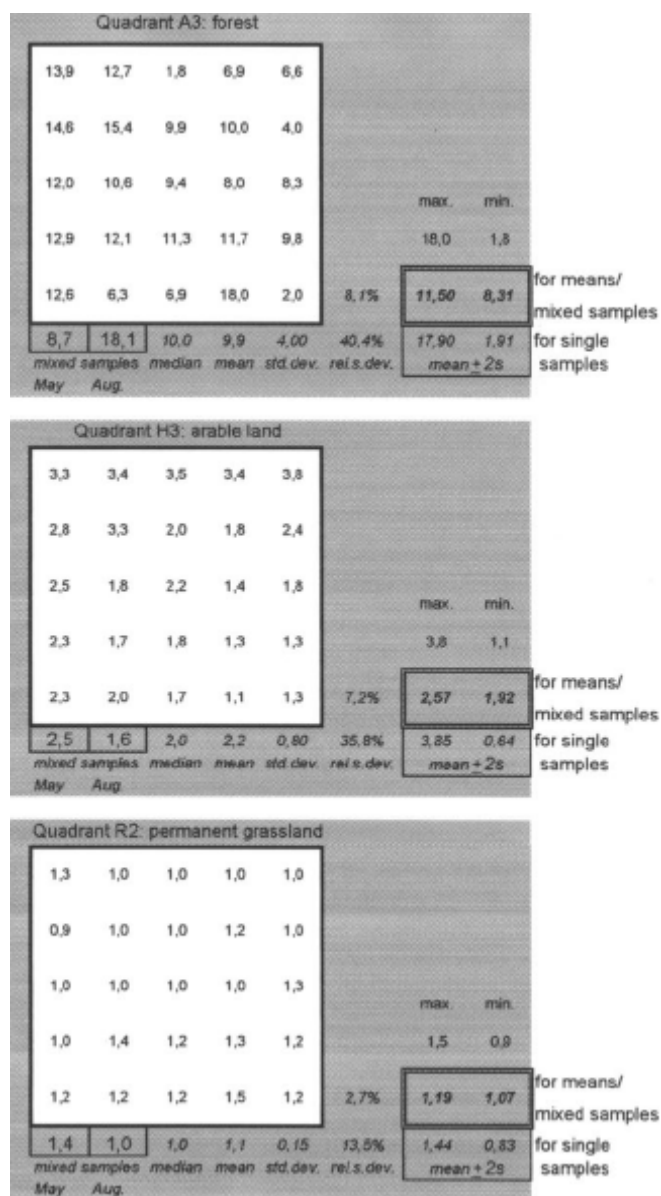 Quadrant A3: forest
13,9 12,7 1,8 6,9 6,6
14,6 15,4 9,9 10,0 4,0
12,0 10,6 9,4 8,0 8,3
max. min.
12,9 12,1 11,3 11,7 9,8 18,0 1,8
for means/
12,6 6,3 6,9 18,0 2,0 8,1% 11,50 8,31
mixed samples
8,7 18,1 10,0 9,9 4,00 40,4% 17,90 1,91 for single
mixed samples median mean std.dev. rel.s.dev. mean ± 2s samples
May Aug.
Quadrant H3: arable land
3,3 3,4 3,5 3,4 3,8
2,8 3,3 2,0 1,8 2,4
2,5 1,8 2,2 1,4 1,8
max. min.
2,3 1,7 1,8 1,3 1,3 3,8 1,1
for means/
2,3 2,0 1,7 1,1 1,3 7,2% 2,57 1,92
mixed samples
2,5 1,6 2,0 2,2 0,80 35,8% 3,85 0,64 for single
mixed samples median mean std.dev. rel.s.dev. mean ± 2s samples
May Aug.
Quadrant R2: permanent grassland
1,3 1,0 1,0 1,0 1,0
0,9 1,0 1,0 1,2 1,0
1,0 1,0 1,0 1,0 1,3
max. min.
1,0 1,4 1,2 1,3 1,2 1,5 0,9
for means/
1,2 1,2 1,2 1,5 1,2 2,7% 1,19 1,07
mixed samples
1,4 1,0 1,0 1,1 0,15 13,5% 1,44 0,83 for single
mixed samples median mean std.dev. rel.s.dev. mean ± 2s samples
May Aug.